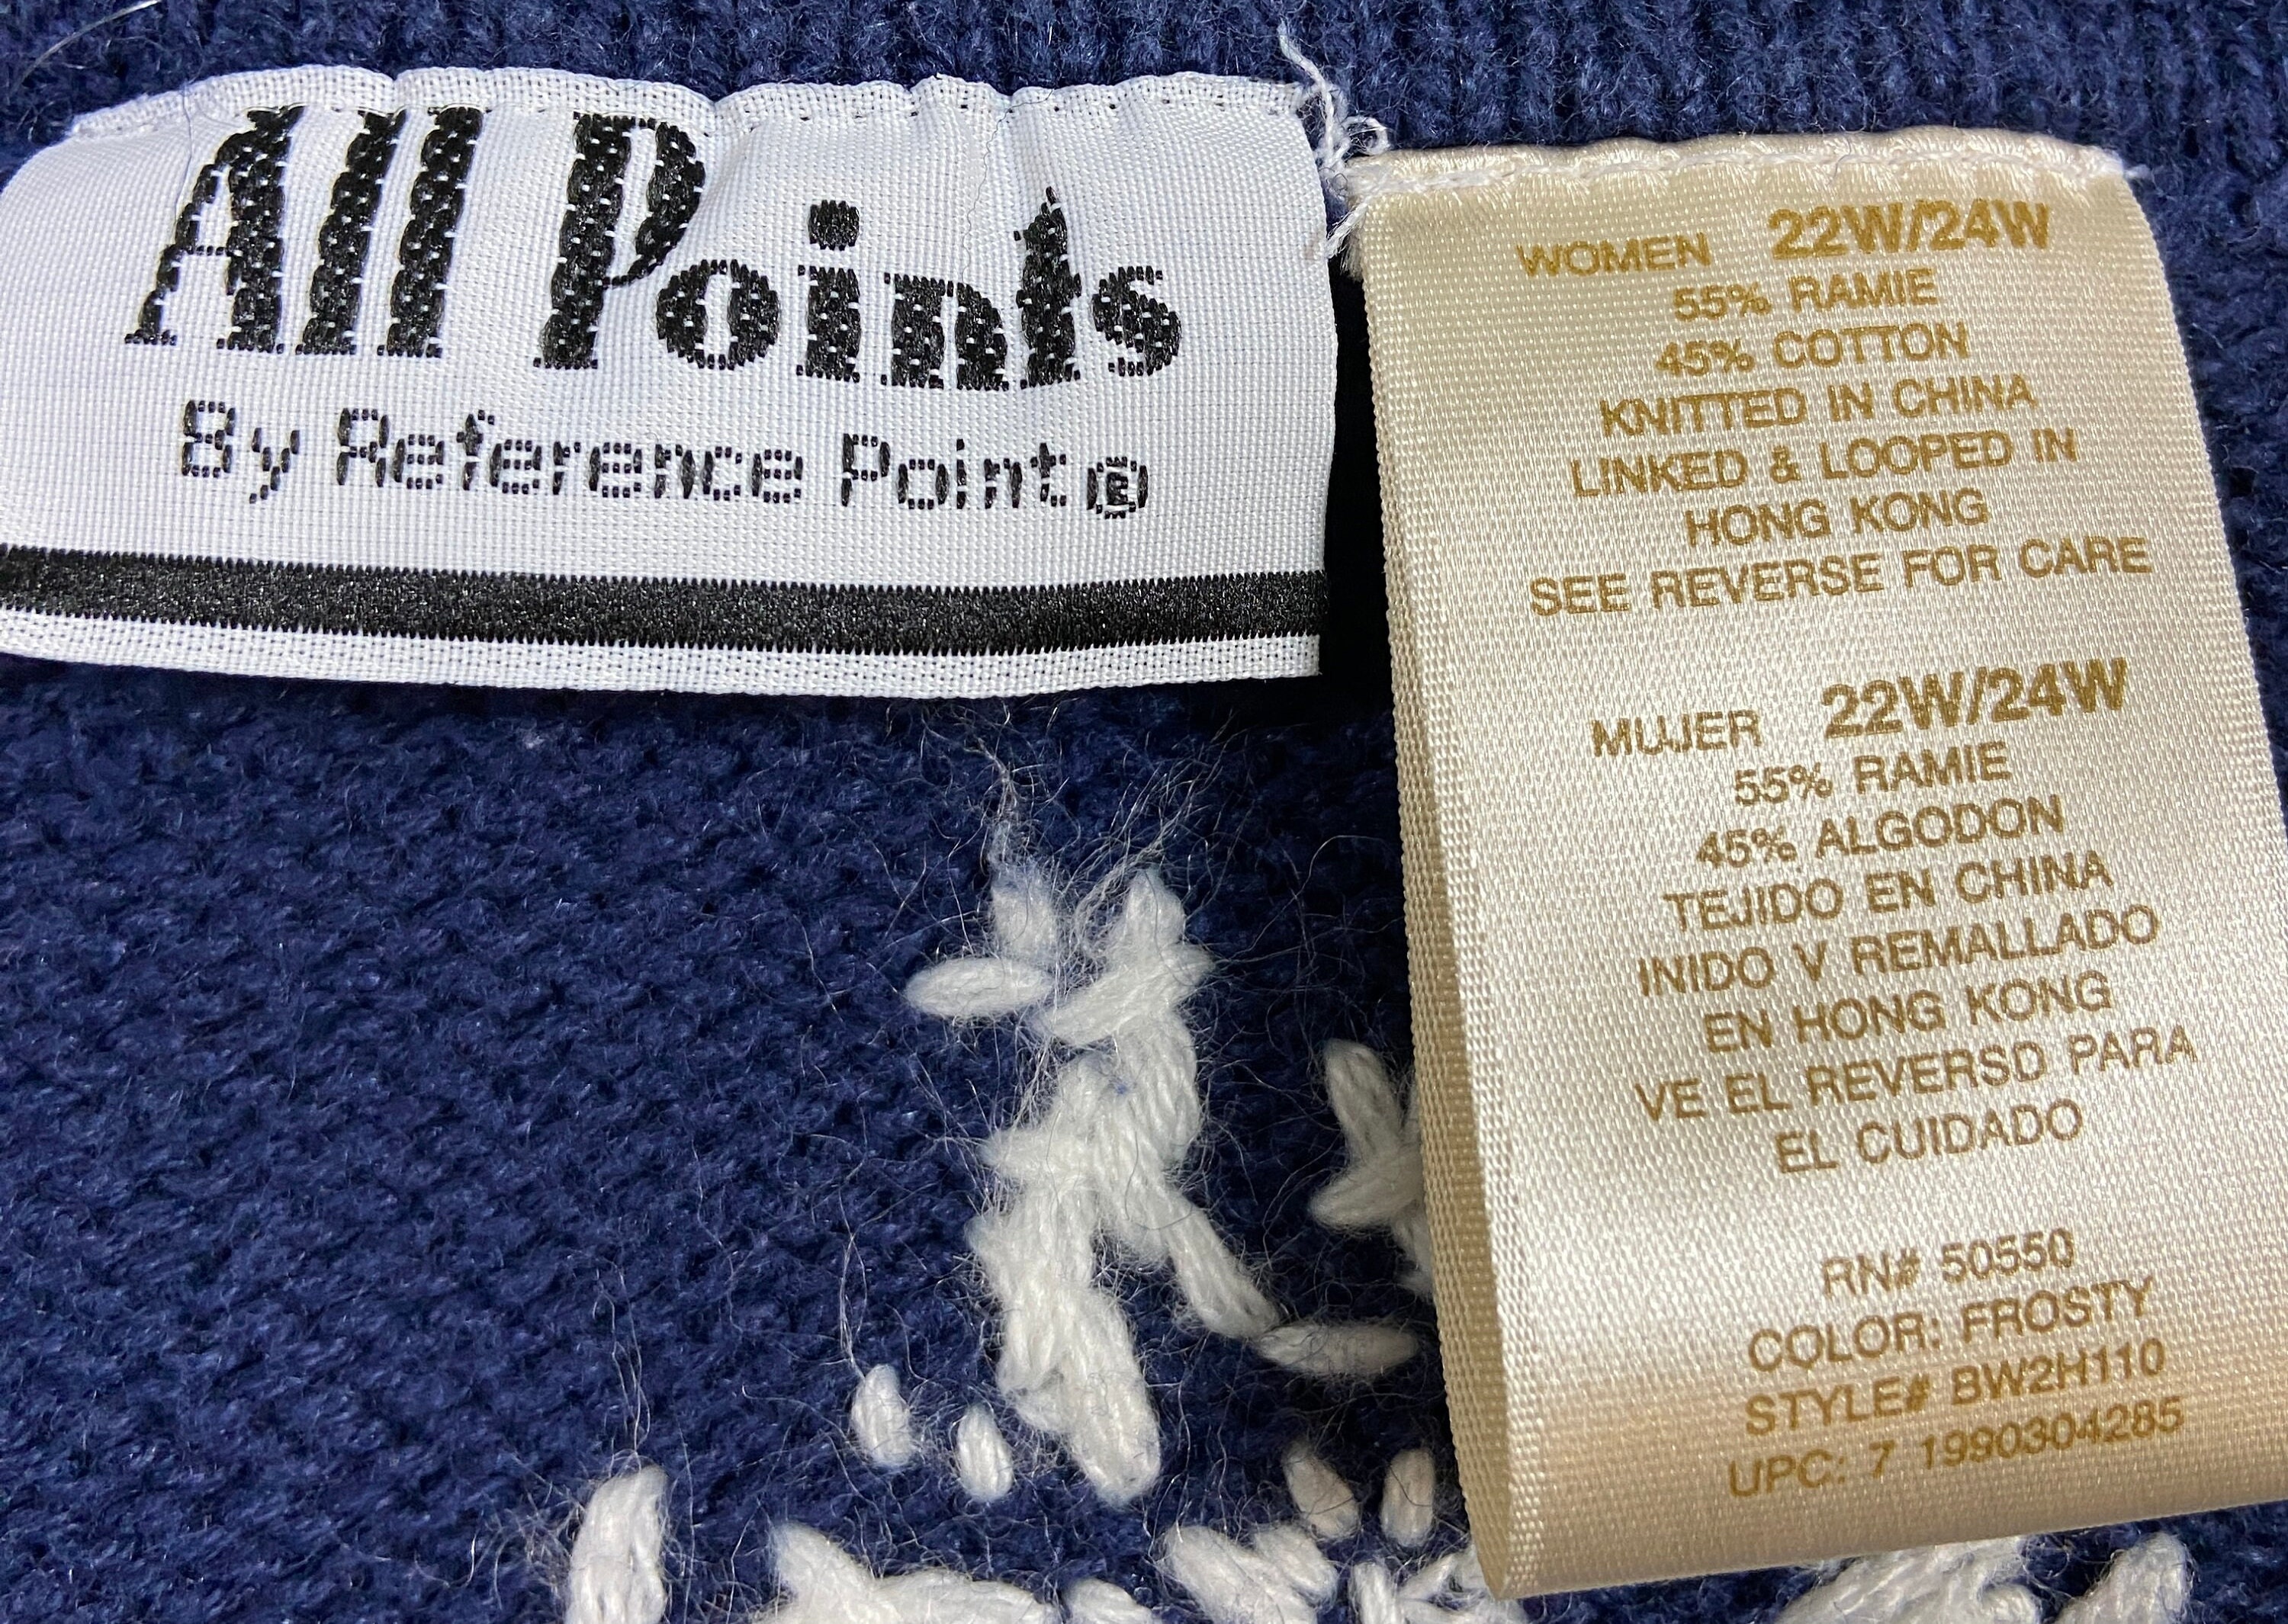 All Points
By Reference Point®
WOMEN 22W/24W
55% RAMIE
45% COTTON
KNITTED IN CHINA
LINKED & LOOPED IN
HONG KONG
SEE REVERSE FOR CARE
MUJER 22W/24W
55% RAMIE
45% ALGODON
TEJIDO EN CHINA
INIDO Y REMALLADO
EN HONG KONG
VE EL REVERSO PARA
EL CUIDADO
RN# 50550
COLOR: FROSTY
STYLE# BW2H110
UPC: 7 1990304285